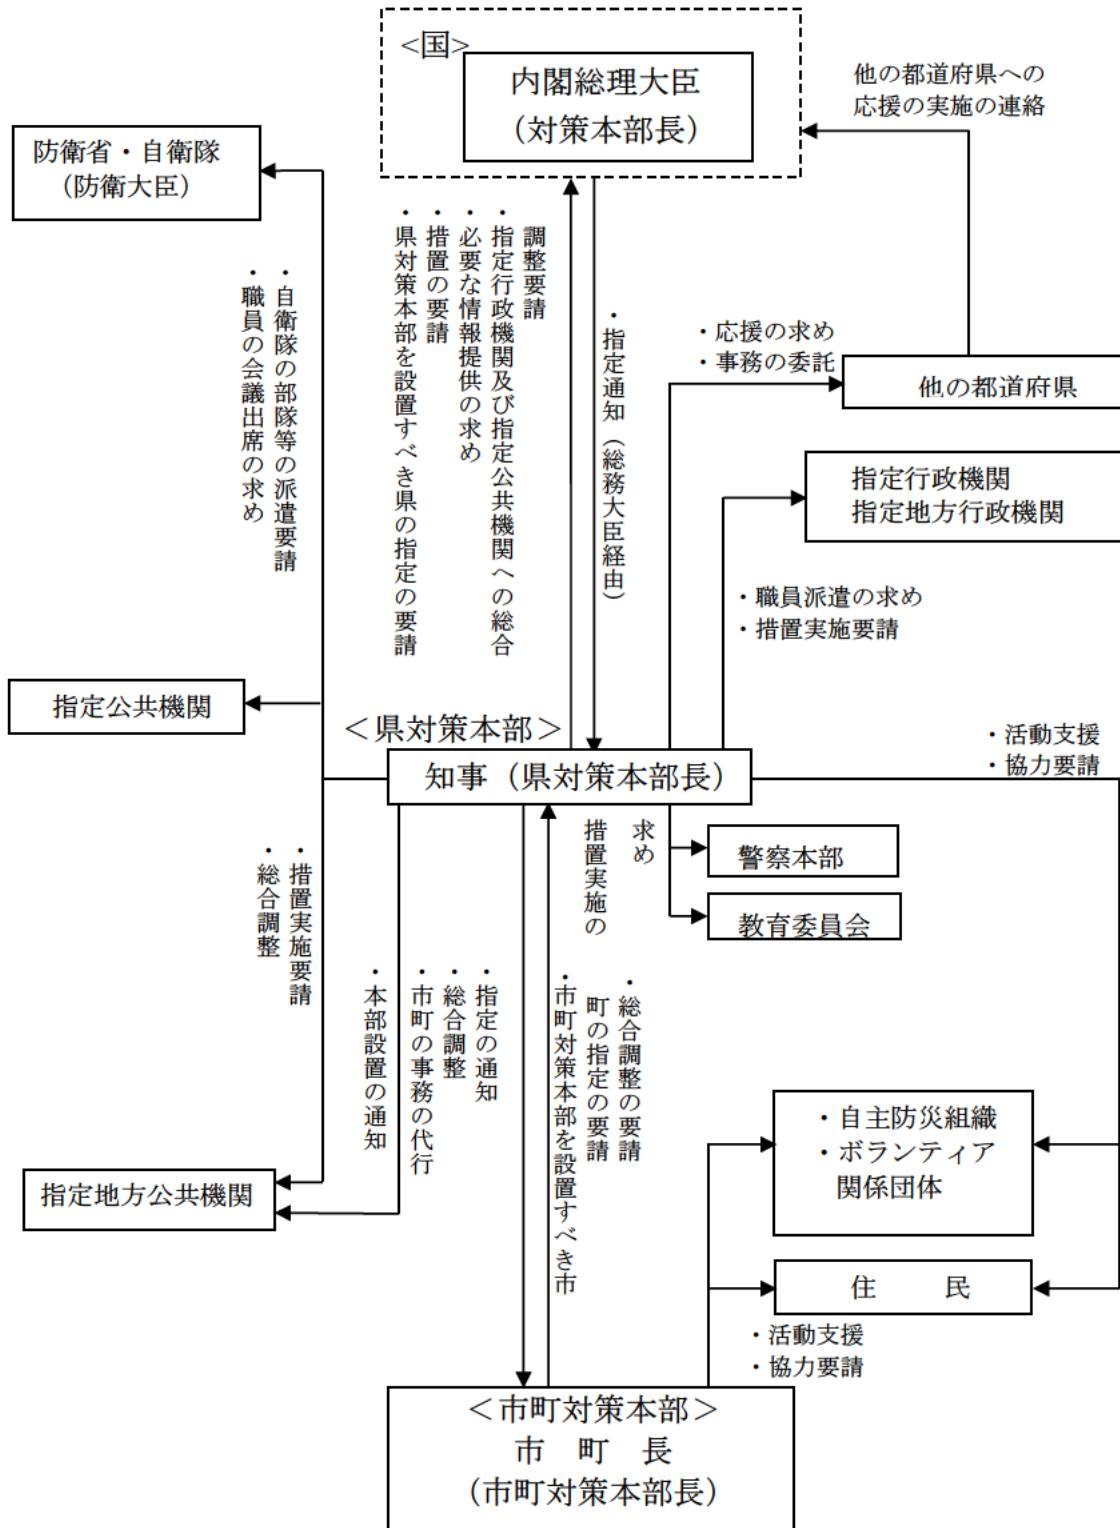 <国>
内閣総理大臣
(対策本部長)
他の都道府県への
応援の実施の連絡
防衛省・自衛隊
(防衛大臣)
調整要請
・指定行政機関及び指定公共機関への総合
・必要な情報提供の求め
・措置の要請
・県対策本部を設置すべき県の指定の要請
・指定通知(総務大臣経由)
・自衛隊の部隊等の派遣要請
・職員の会議出席の求め
・応援の求め
・事務の委託
他の都道府県
指定行政機関
指定地方行政機関
・職員派遣の求め
・措置実施要請
指定公共機関
<県対策本部>
知事(県対策本部長)
・活動支援
・協力要請
求め
措置実施の
警察本部
教育委員会
・措置実施要請
・総合調整
・本部設置の通知
・指定の通知
・総合調整
・市町の事務の代行
・総合調整の要請
町の指定の要請
・市町対策本部を設置すべき市
・自主防災組織
・ボランティア
関係団体
指定地方公共機関
住 民
・活動支援
・協力要請
<市町対策本部>
市 町 長
(市町対策本部長)